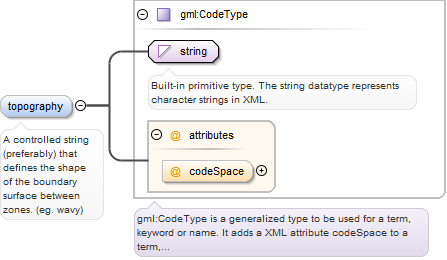 gml:CodeType
string
Built-in primitive type. The string datatype represents
character strings in XML.
topography
A controlled string
(preferably) that
defines the shape
of the boundary
surface between
zones. (eg. wavy)
@ attributes
@ codeSpace
gml:CodeType is a generalized type to be used for a term,
keyword or name. It adds a XML attribute codeSpace to a
term,...